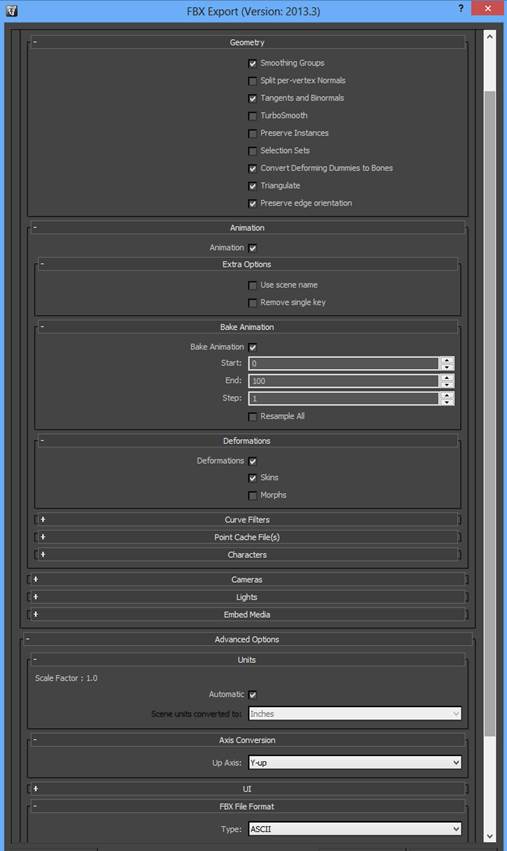 FBX Export (Version: 2013.3)
?
x
- Geometry
Smoothing Groups
Split per-vertex Normals
Tangents and Binormals
TurboSmooth
Preserve Instances
Selection Sets
Convert Deforming Dummies to Bones
Triangulate
Preserve edge orientation
- Animation
Animation
- Extra Options
Use scene name
Remove single key
- Bake Animation
Bake Animation
Start: 0
End: 100
Step: 1
Resample All
- Deformations
Deformations
Skins
Morphs
+ Curve Filters
+ Point Cache File(s)
+ Characters
+ Cameras
+ Lights
+ Embed Media
- Advanced Options
- Units
Scale Factor : 1.0
Automatic
Scene units converted to: Inches
- Axis Conversion
Up Axis: Y-up
+ UI
- FBX File Format
Type: ASCII